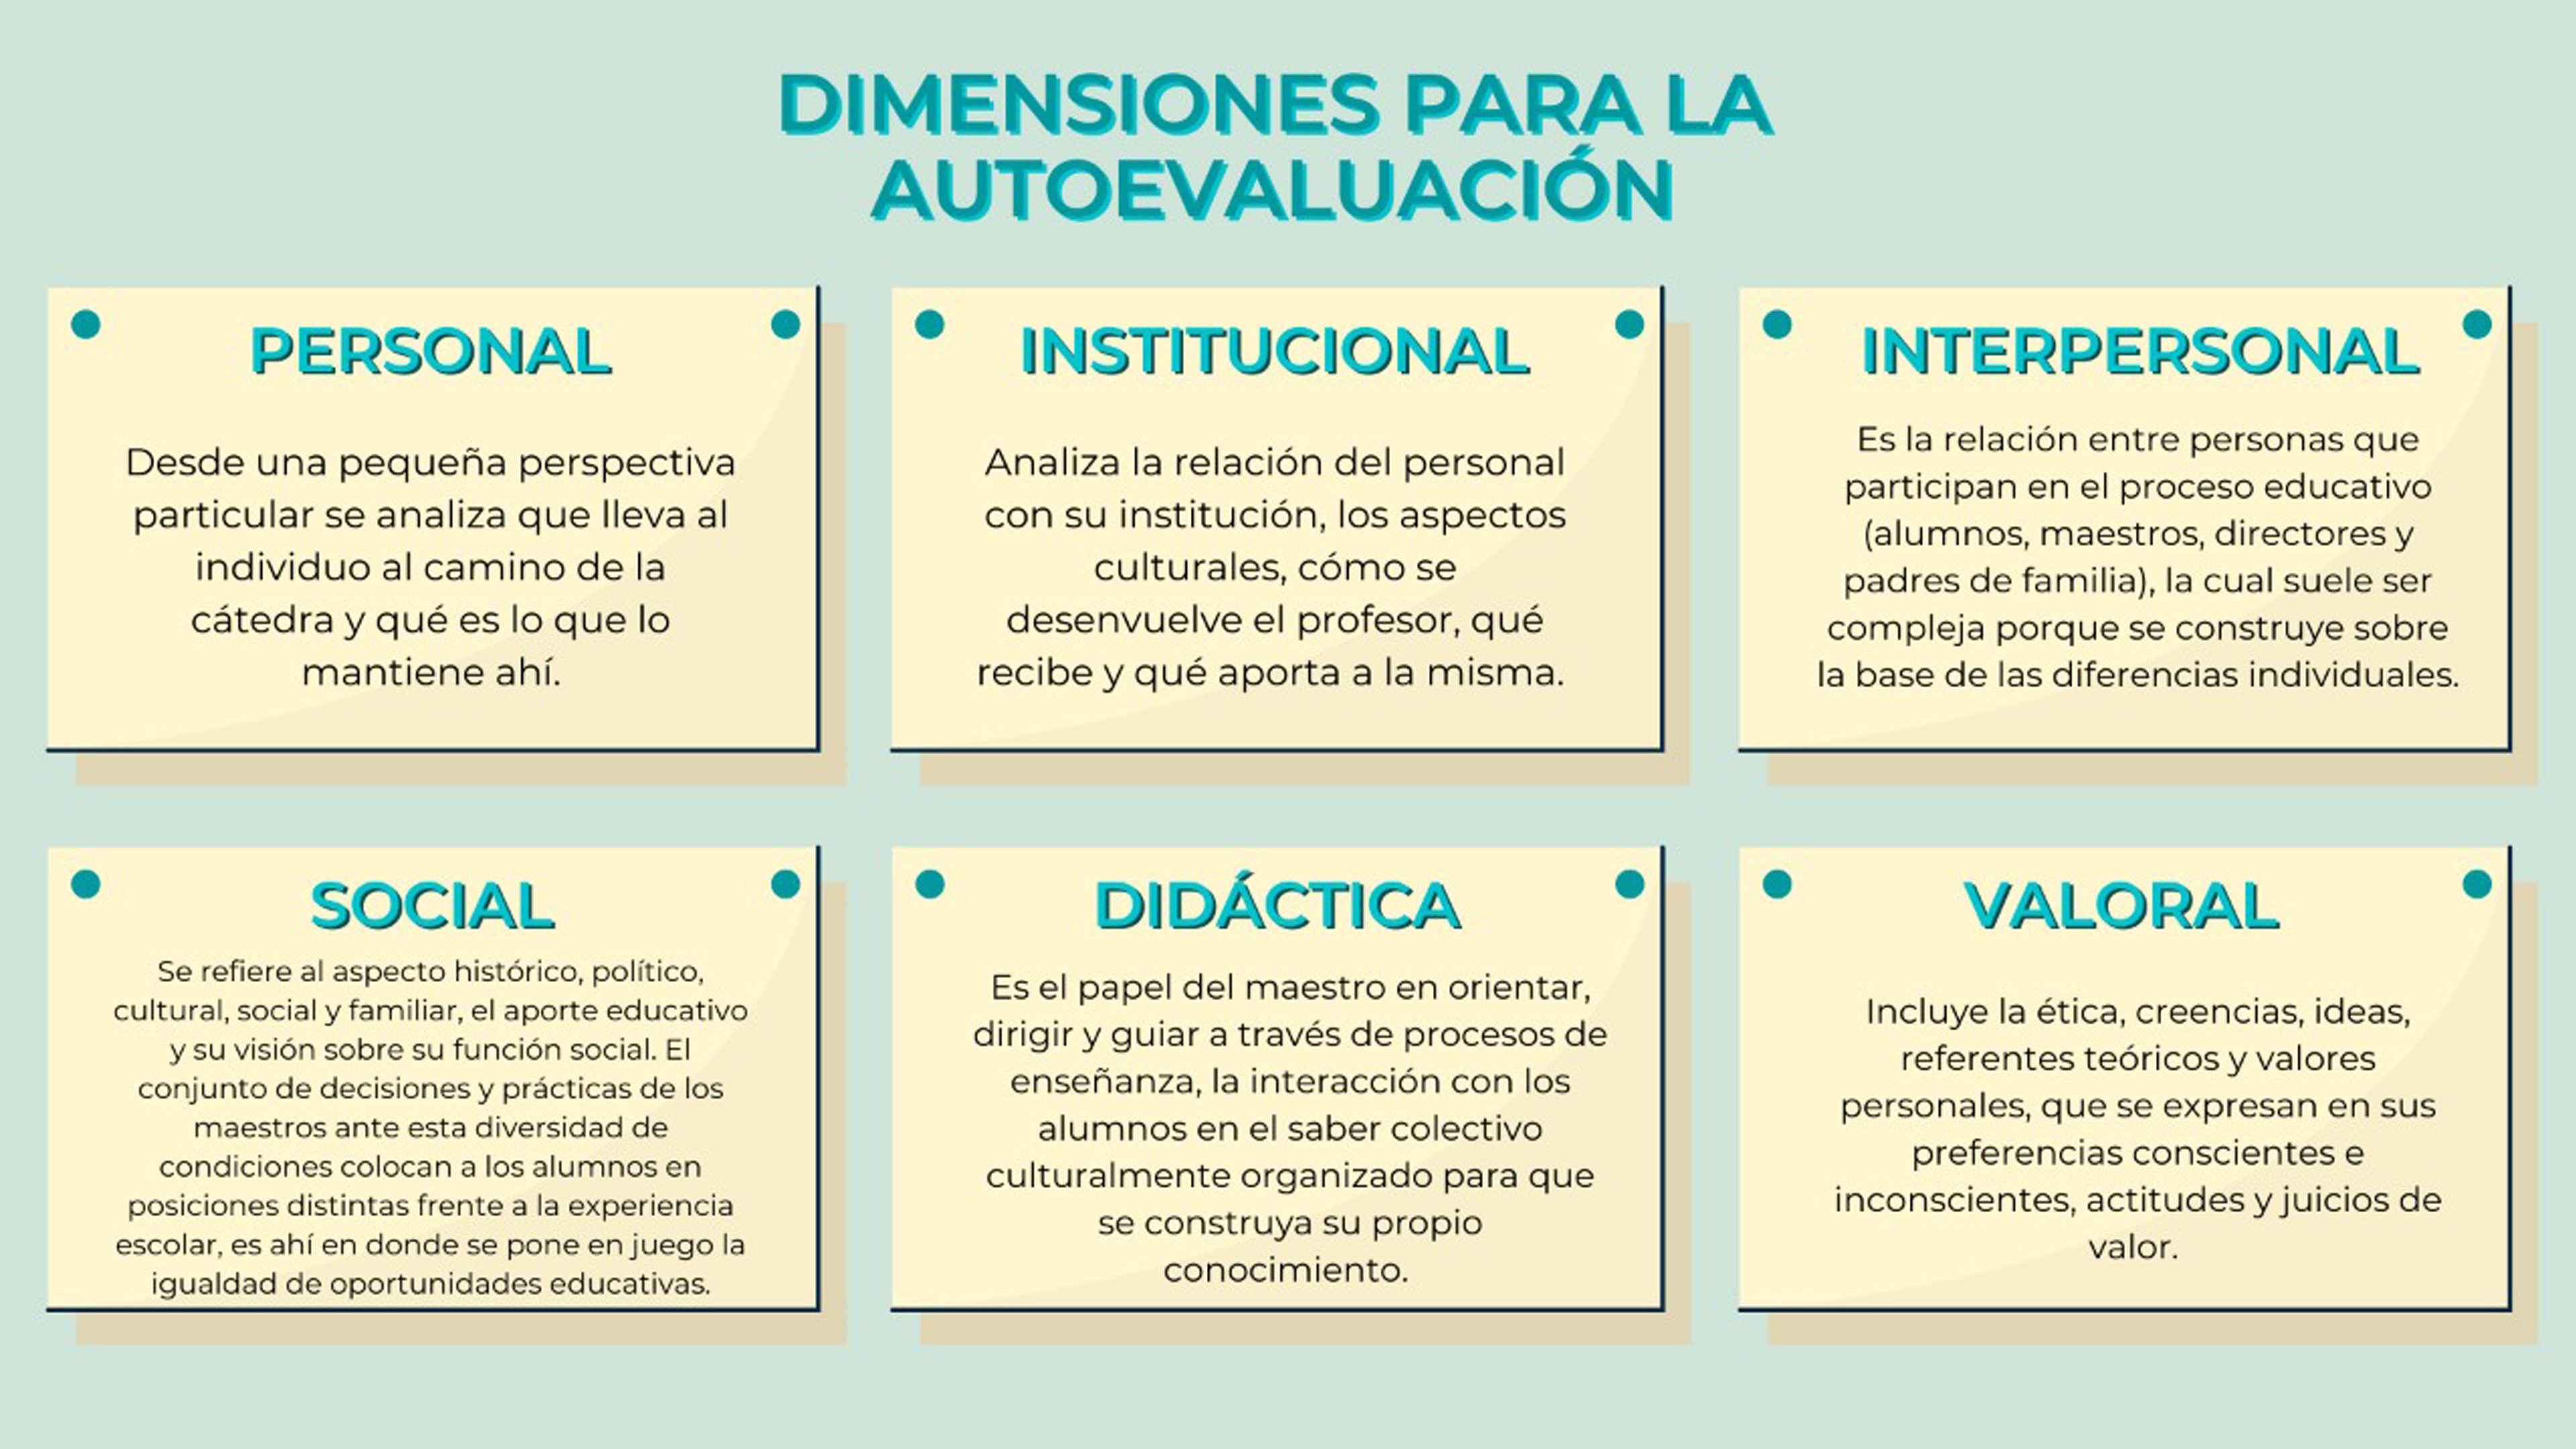 DIMENSIONES PARA LA
AUTOEVALUACIÓN
PERSONAL
Desde una pequeña perspectiva
particular se analiza que lleva al
individuo al camino de la
cátedra y qué es lo que lo
mantiene ahí.
INSTITUCIONAL
Analiza la relación del personal
con su institución, los aspectos
culturales, cómo se
desenvuelve el profesor, qué
recibe y qué aporta a la misma.
INTERPERSONAL
Es la relación entre personas que
participan en el proceso educativo
(alumnos, maestros, directores y
padres de familia), la cual suele ser
compleja porque se construye sobre
la base de las diferencias individuales.
SOCIAL
Se refiere al aspecto histórico, político,
cultural, social y familiar, el aporte educativo
y su visión sobre su función social. El
conjunto de decisiones y prácticas de los
maestros ante esta diversidad de
condiciones colocan a los alumnos en
posiciones distintas frente a la experiencia
escolar, es ahí en donde se pone en juego la
igualdad de oportunidades educativas.
DIDÁCTICA
Es el papel del maestro en orientar,
dirigir y guiar a través de procesos de
enseñanza, la interacción con los
alumnos en el saber colectivo
culturalmente organizado para que
se construya su propio
conocimiento.
VALORAL
Incluye la ética, creencias, ideas,
referentes teóricos y valores
personales, que se expresan en sus
preferencias conscientes e
inconscientes, actitudes y juicios de
valor.